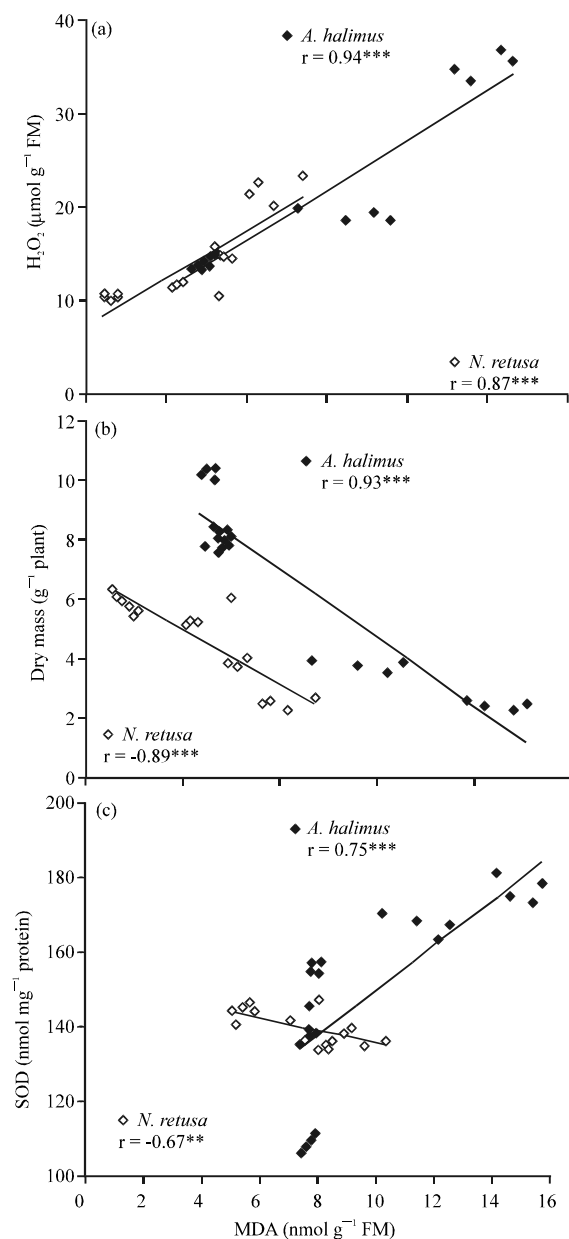 (a)
40
30
20
10
0
H₂O₂ (µmol g⁻¹ FM)
◆ A. halimus
r = 0.94***
◇ N. retusa
r = 0.87***
(b)
12
10
8
6
4
2
0
Dry mass (g⁻¹ plant)
◆ A. halimus
r = 0.93***
◇ N. retusa
r = -0.89***
(c)
200
180
160
140
120
100
SOD (nmol mg⁻¹ protein)
◆ A. halimus
r = 0.75***
◇ N. retusa
r = -0.67**
0 2 4 6 8 10 12 14 16
MDA (nmol g⁻¹ FM)